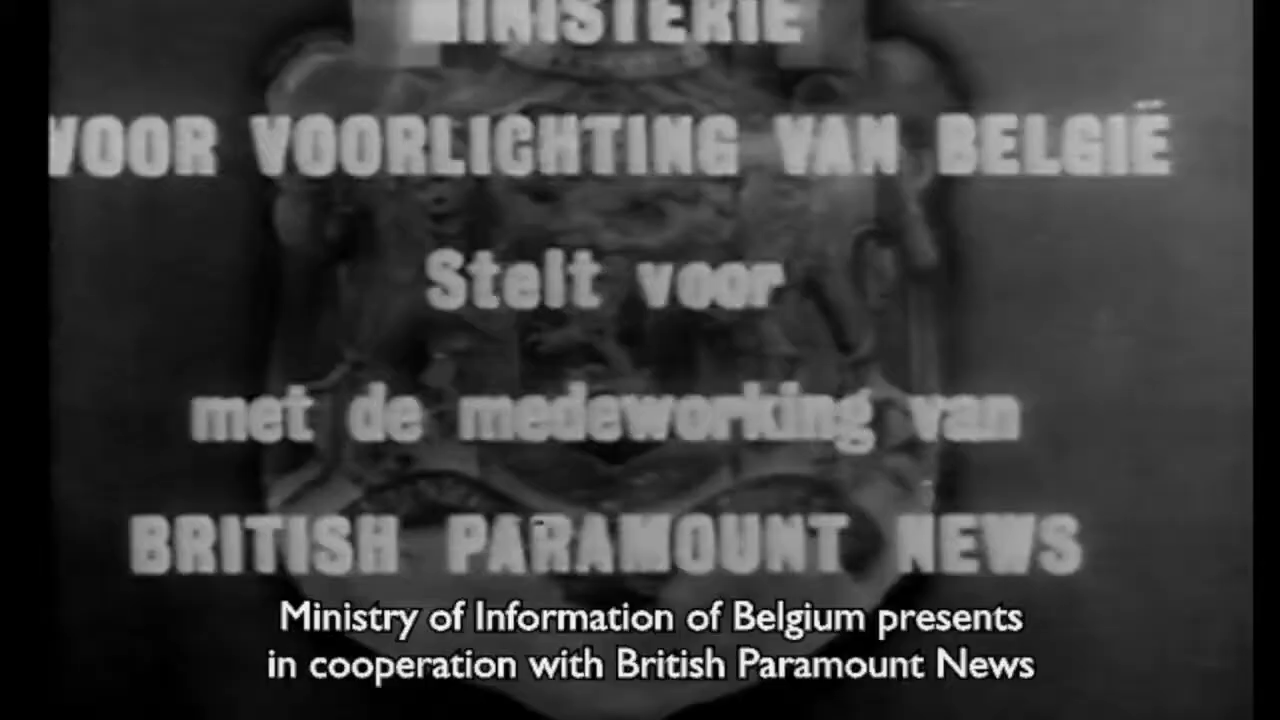 MINISTERIE
VOOR VOORLICHTING VAN BELGIË
Stelt voor
met de medeworking van
BRITISH PARAMOUNT NEWS
Ministry of Information of Belgium presents
in cooperation with British Paramount News